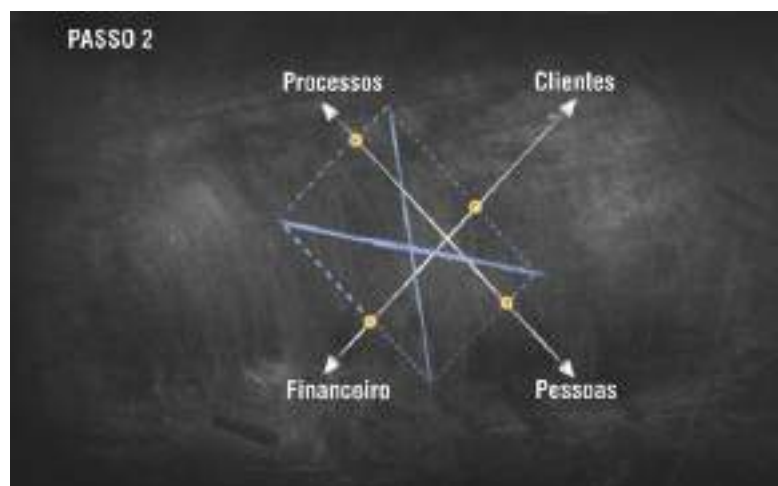 PASSO 2
Processos
Clientes
Financeiro
Pessoas